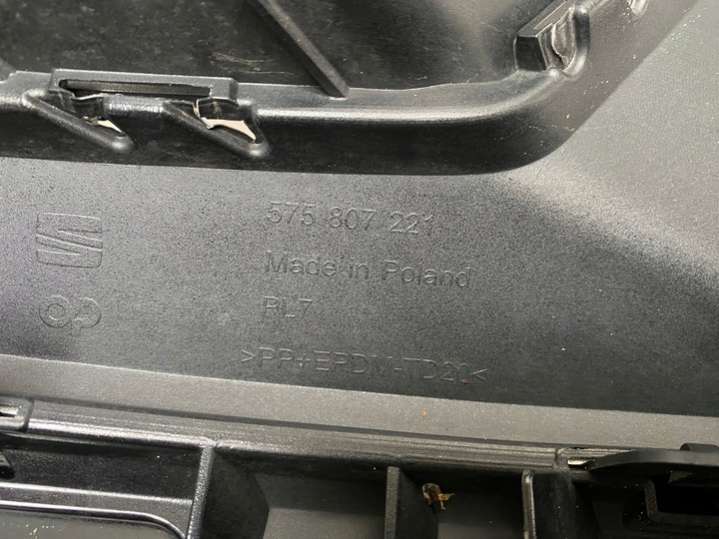 575 807 221
Made in Poland
RL7
>PP+EPDM-TD20<